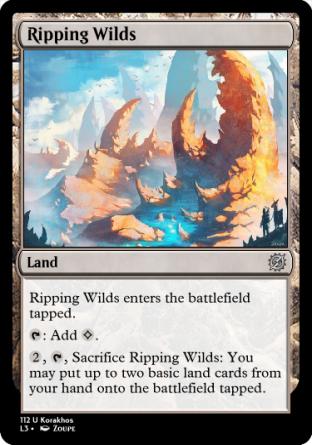 Ripping Wilds
Land
Ripping Wilds enters the battlefield
tapped.
: Add .
2, , Sacrifice Ripping Wilds: You
may put up to two basic land cards from
your hand onto the battlefield tapped.
112 U Korakhos
L3 • Zoupe